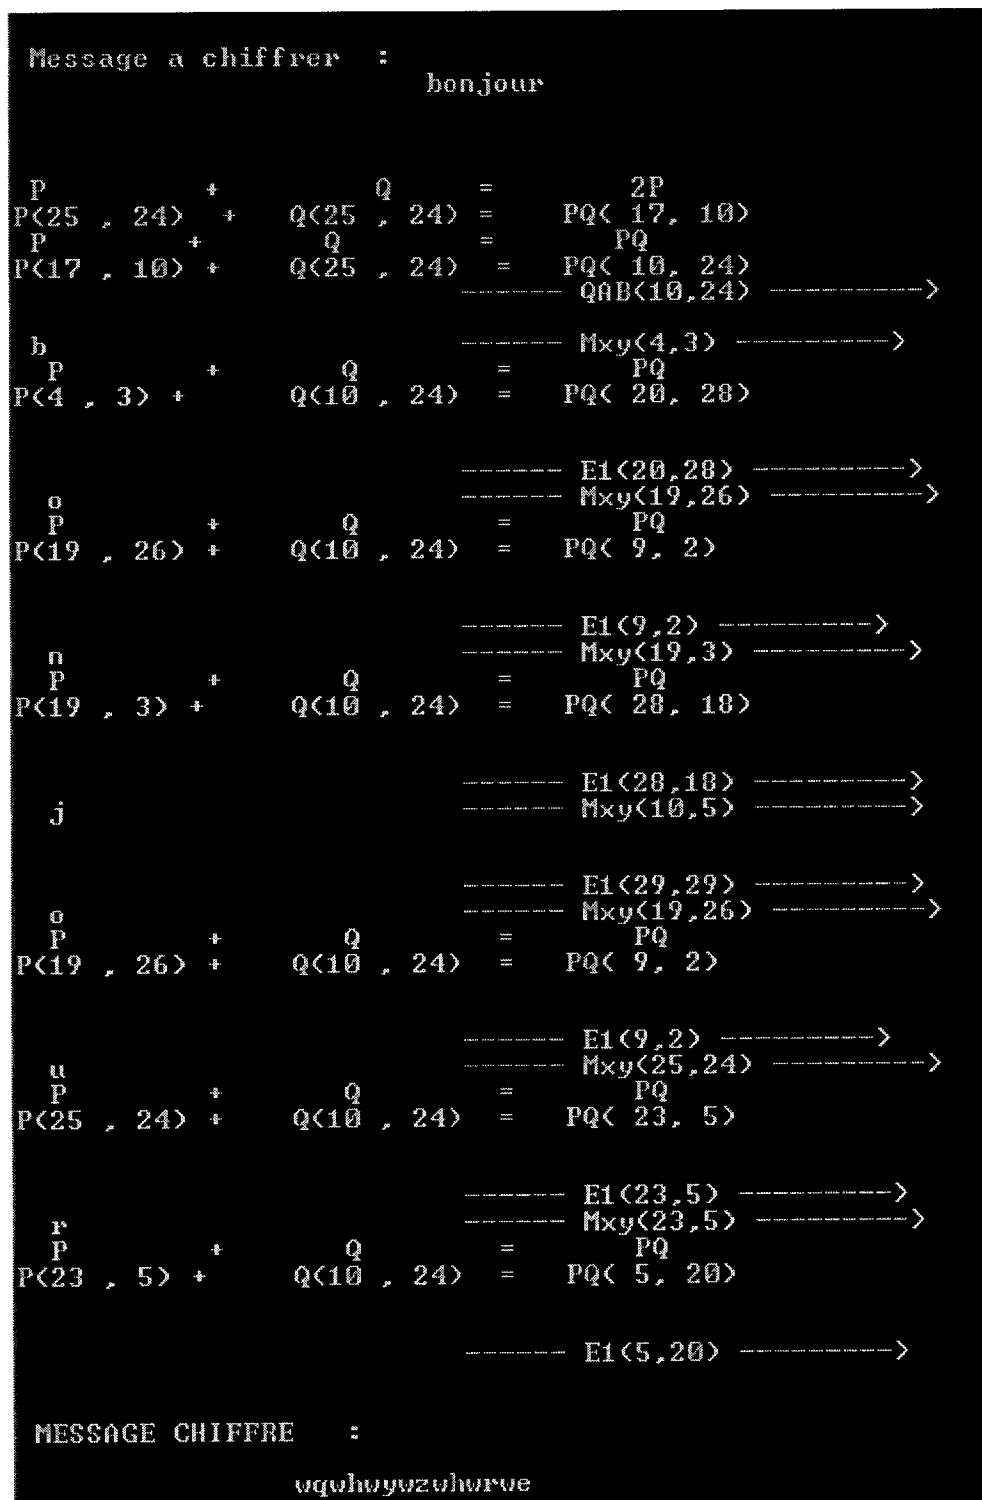 Message a chiffrer :
bonjour
P + Q = 2P
P(25 , 24) + Q(25 , 24) = PQ( 17, 10)
P + Q = PQ
P(17 , 10) + Q(25 , 24) = PQ( 10, 24)
------ QAB(10,24) --------->
b ------ Mxy(4,3) --------->
P + Q = PQ
P(4 , 3) + Q(10 , 24) = PQ( 20, 28)
------ E1(20,28) --------->
o ------ Mxy(19,26) --------->
P + Q = PQ
P(19 , 26) + Q(10 , 24) = PQ( 9, 2)
------ E1(9,2) --------->
n ------ Mxy(19,3) --------->
P + Q = PQ
P(19 , 3) + Q(10 , 24) = PQ( 28, 18)
------ E1(28,18) --------->
j ------ Mxy(10,5) --------->
------ E1(29,29) --------->
o ------ Mxy(19,26) --------->
P + Q = PQ
P(19 , 26) + Q(10 , 24) = PQ( 9, 2)
------ E1(9,2) --------->
u ------ Mxy(25,24) --------->
P + Q = PQ
P(25 , 24) + Q(10 , 24) = PQ( 23, 5)
------ E1(23,5) --------->
r ------ Mxy(23,5) --------->
P + Q = PQ
P(23 , 5) + Q(10 , 24) = PQ( 5, 20)
------ E1(5,20) --------->
MESSAGE CHIFFRE :
wqwhwywzwhwrwe